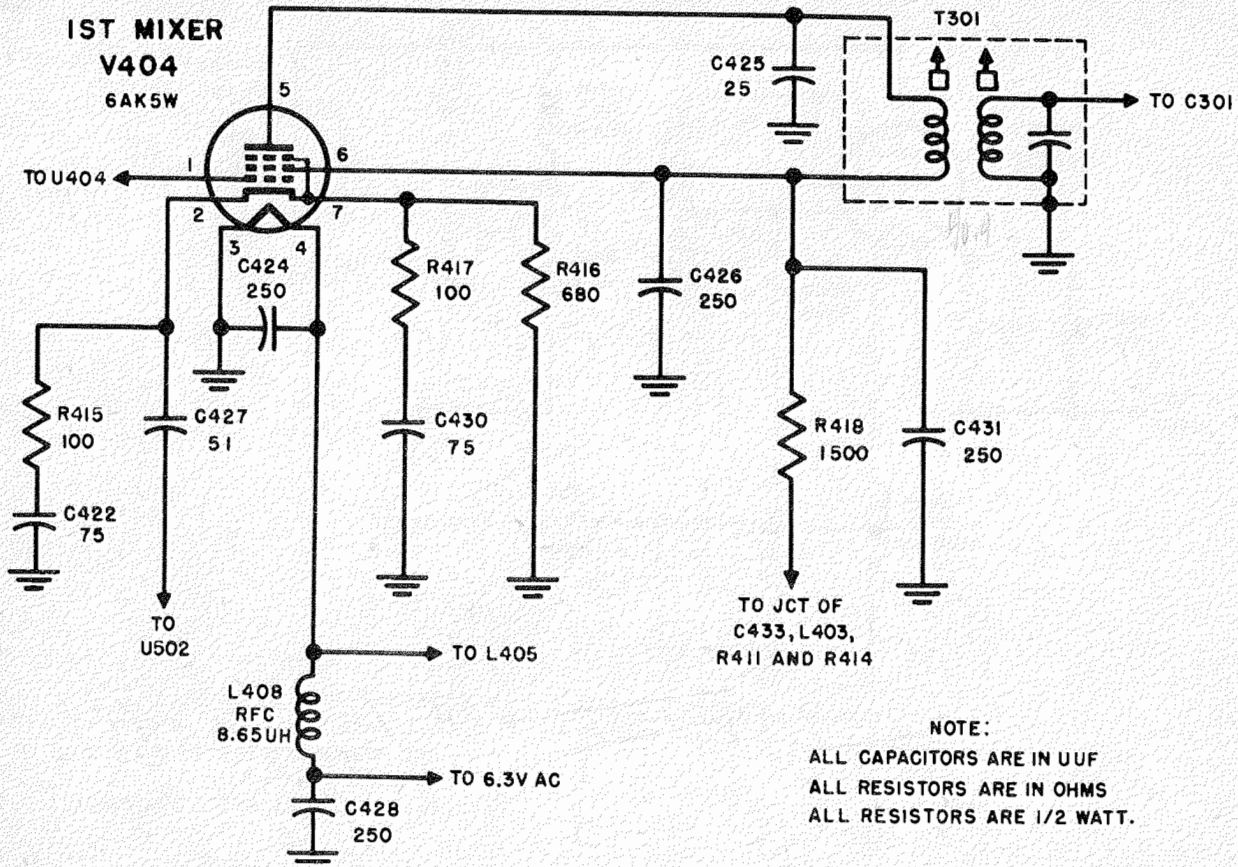 1ST MIXER
V404
6AK5W
5
C425
25
T301
TO C301
1
6
TO U404
2
7
3
4
C424
250
R417
100
R416
680
C426
250
R415
100
C427
51
C430
75
R418
1500
C431
250
C422
75
TO
U502
TO JCT OF
C433, L403,
R411 AND R414
TO L405
L408
RFC
8.65UH
TO 6.3V AC
C428
250
NOTE:
ALL CAPACITORS ARE IN UUF
ALL RESISTORS ARE IN OHMS
ALL RESISTORS ARE 1/2 WATT.